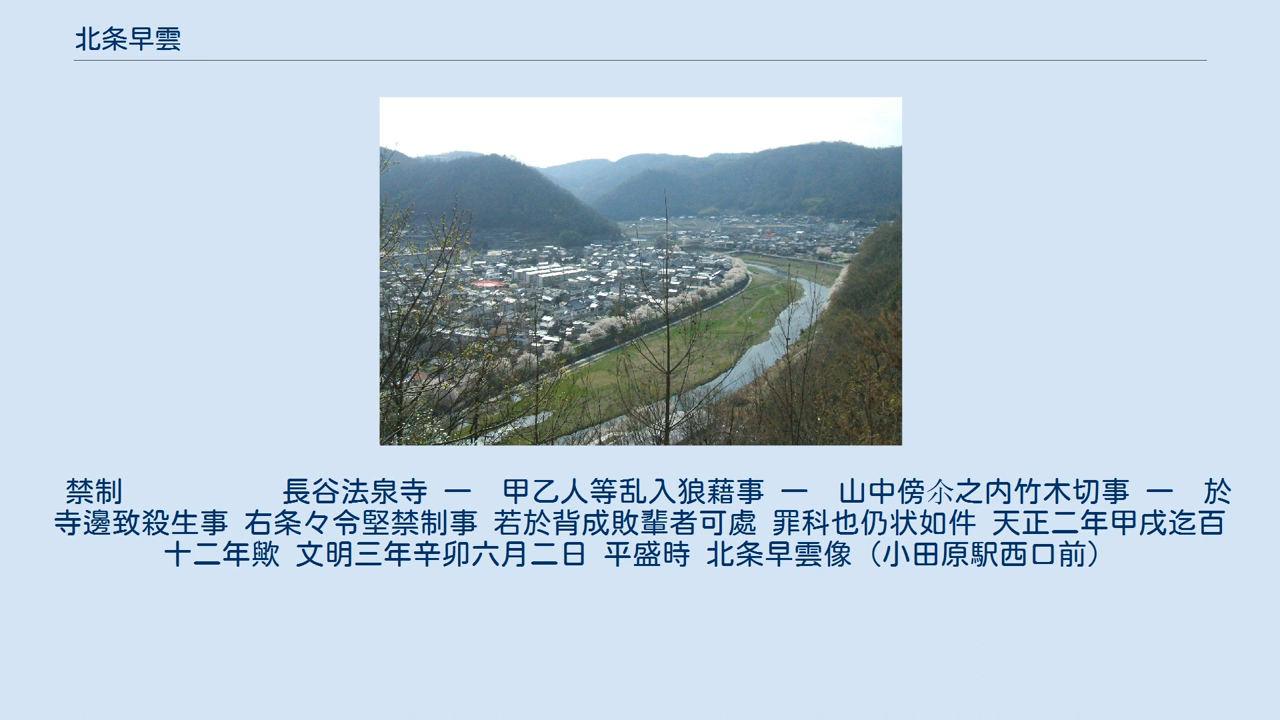 北条早雲
禁制　　　　　　長谷法泉寺 一　甲乙人等乱入狼藉事 一　山中傍尒之内竹木切事 一　於
寺邊致殺生事 右条々令堅禁制事 若於背成敗輩者可處 罪科也仍状如件 天正二年甲戌迄百
十二年歟 文明三年辛卯六月二日 平盛時 北条早雲像（小田原駅西口前）